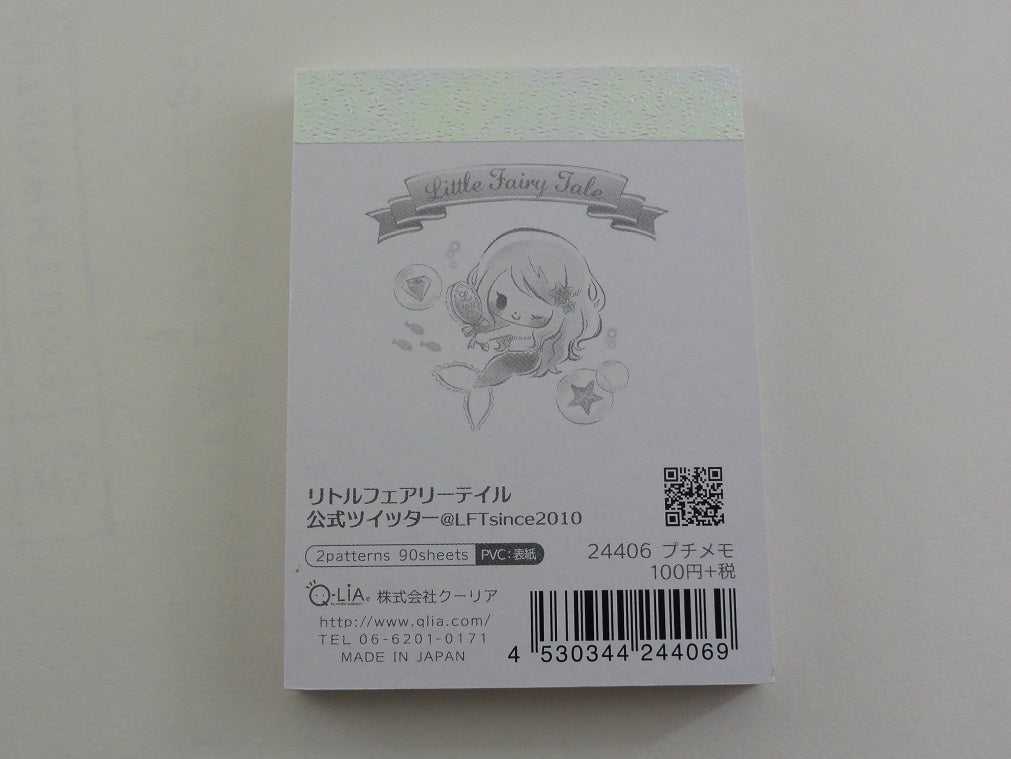 Little Fairy Tale
リトルフェアリーテイル
公式ツイッター@LFTsince2010
2patterns 90sheets PVC:表紙
24406 プチメモ
100円+税
Q-LiA® 株式会社クーリア
http://www.qlia.com/
TEL 06-6201-0171
MADE IN JAPAN
4 530344 244069